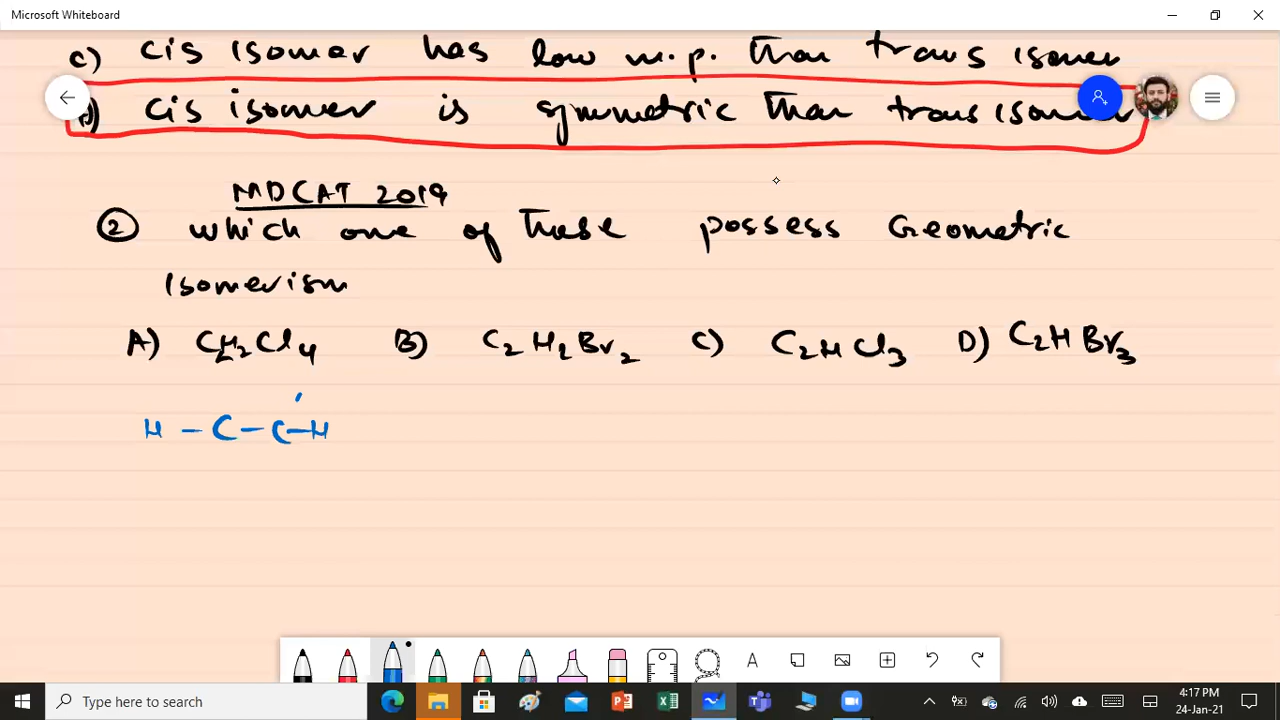 Microsoft Whiteboard
c) cis isomer has low m.p. than trans isomer
cis isomer is symmetric than trans isomer
MDCAT 2019
② which one of these possess Geometric
Isomerism
A) C₂H₂Cl₄ B) C₂H₂Br₂ C) C₂HCl₃ D) C₂HBr₃
H - C - C - H
A
Type here to search
4:17 PM
24-Jan-21